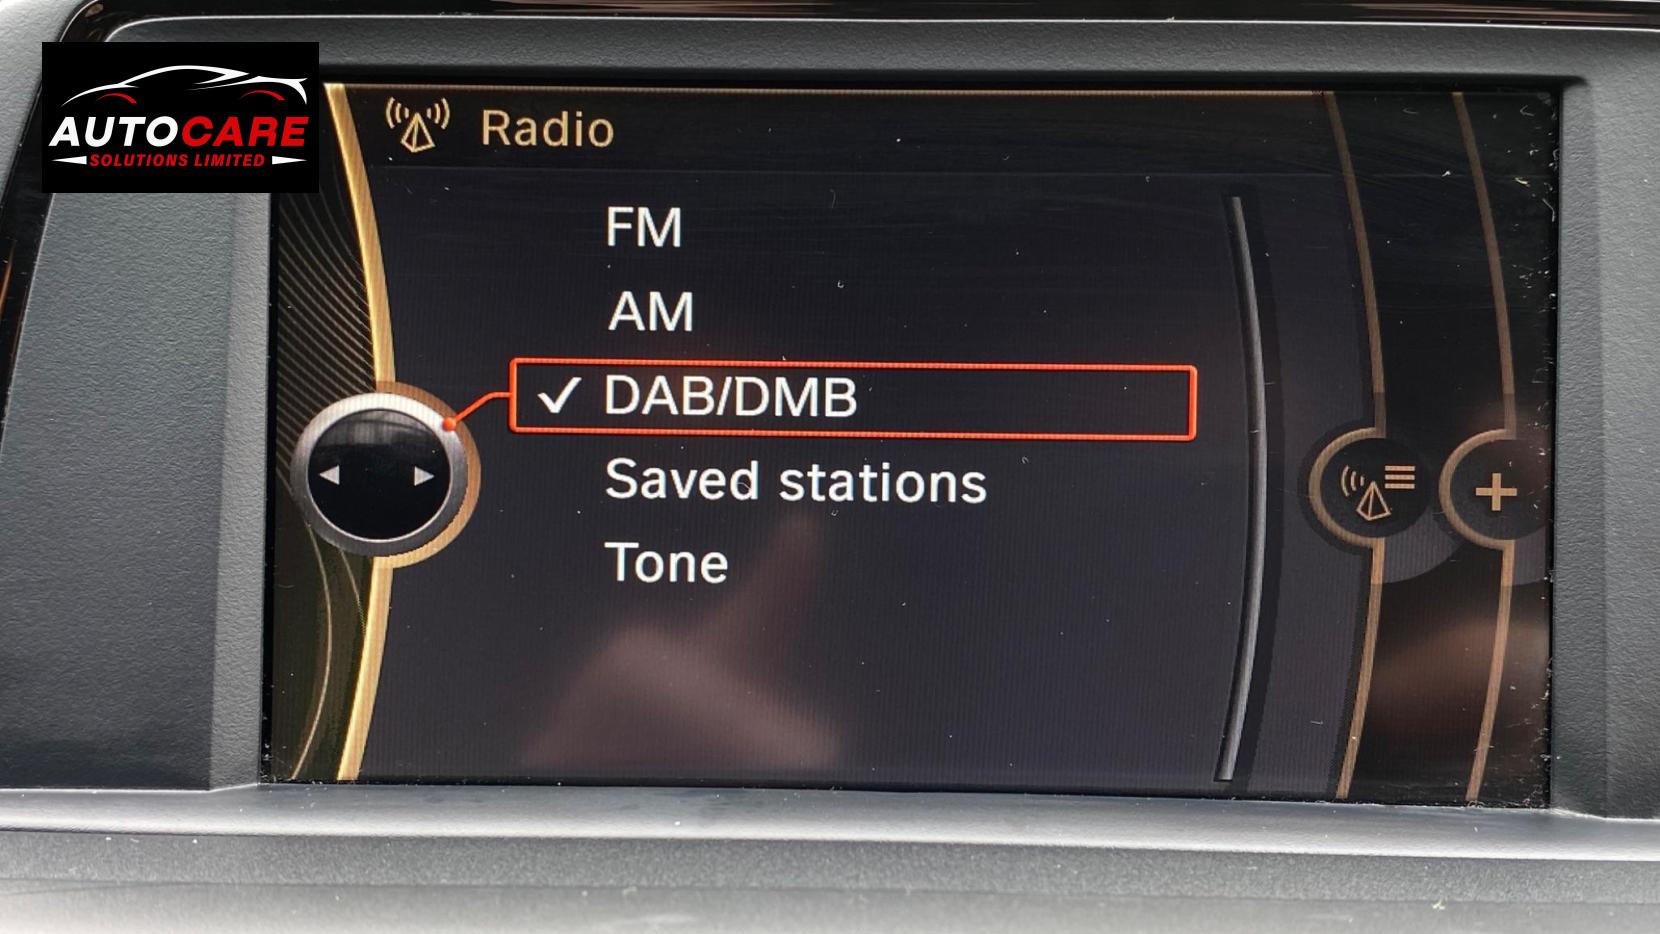 AUTOCARE
SOLUTIONS LIMITED
Radio
FM
AM
✓ DAB/DMB
Saved stations
Tone